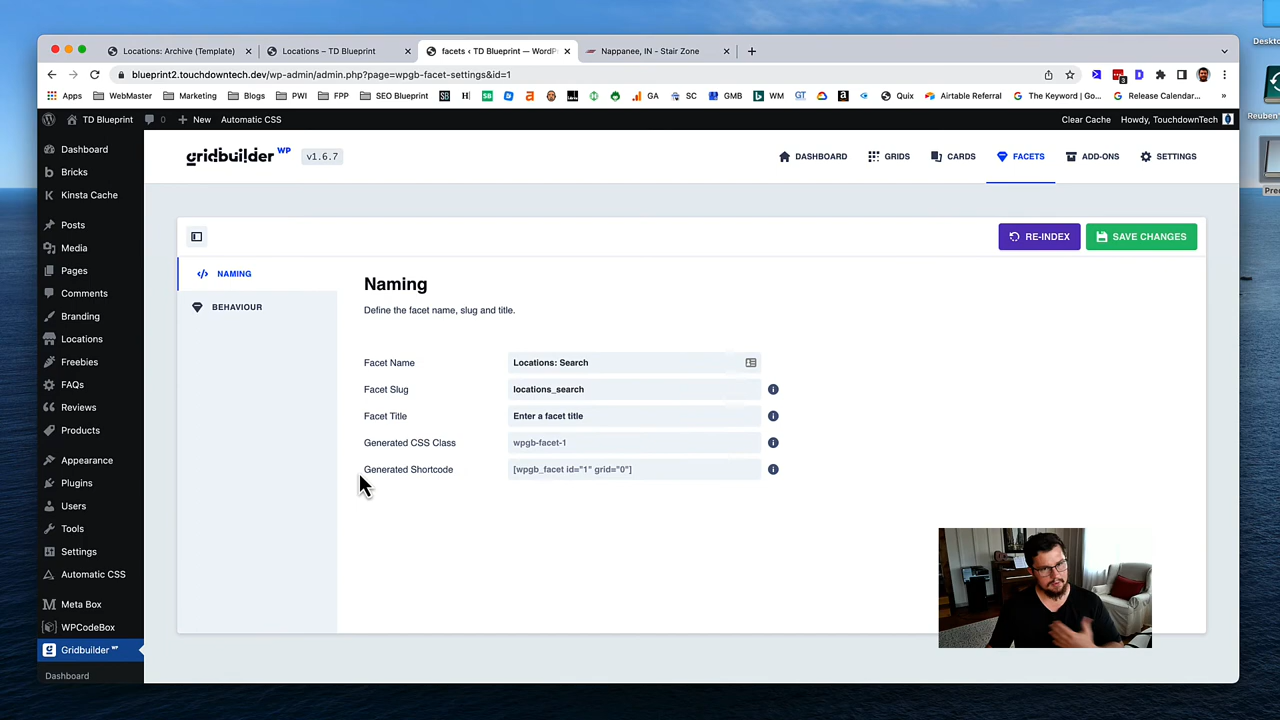 Locations: Archive (Template)
Locations – TD Blueprint
facets ‹ TD Blueprint — WordP
Nappanee, IN - Stair Zone
Deskto
blueprint2.touchdowntech.dev/wp-admin/admin.php?page=wpgb-facet-settings&id=1
Apps
WebMaster
Marketing
Blogs
PWI
FPP
SEO Blueprint
GA
SC
GMB
WM
Quix
Airtable Referral
The Keyword | Go...
Release Calendar...
»
Reuben'
TD Blueprint
0
New
Automatic CSS
Clear Cache
Howdy, TouchdownTech
Dashboard
Bricks
Kinsta Cache
Posts
Media
Pages
Comments
Branding
Locations
Freebies
FAQs
Reviews
Products
Appearance
Plugins
Users
Tools
Settings
Automatic CSS
Meta Box
WPCodeBox
Gridbuilder WP
Dashboard
gridbuilder WP
v1.6.7
DASHBOARD
GRIDS
CARDS
FACETS
ADD-ONS
SETTINGS
Prec
RE-INDEX
SAVE CHANGES
NAMING
BEHAVIOUR
Naming
Define the facet name, slug and title.
Facet Name
Locations: Search
Facet Slug
locations_search
Facet Title
Enter a facet title
Generated CSS Class
wpgb-facet-1
Generated Shortcode
[wpgb_facet id="1" grid="0"]